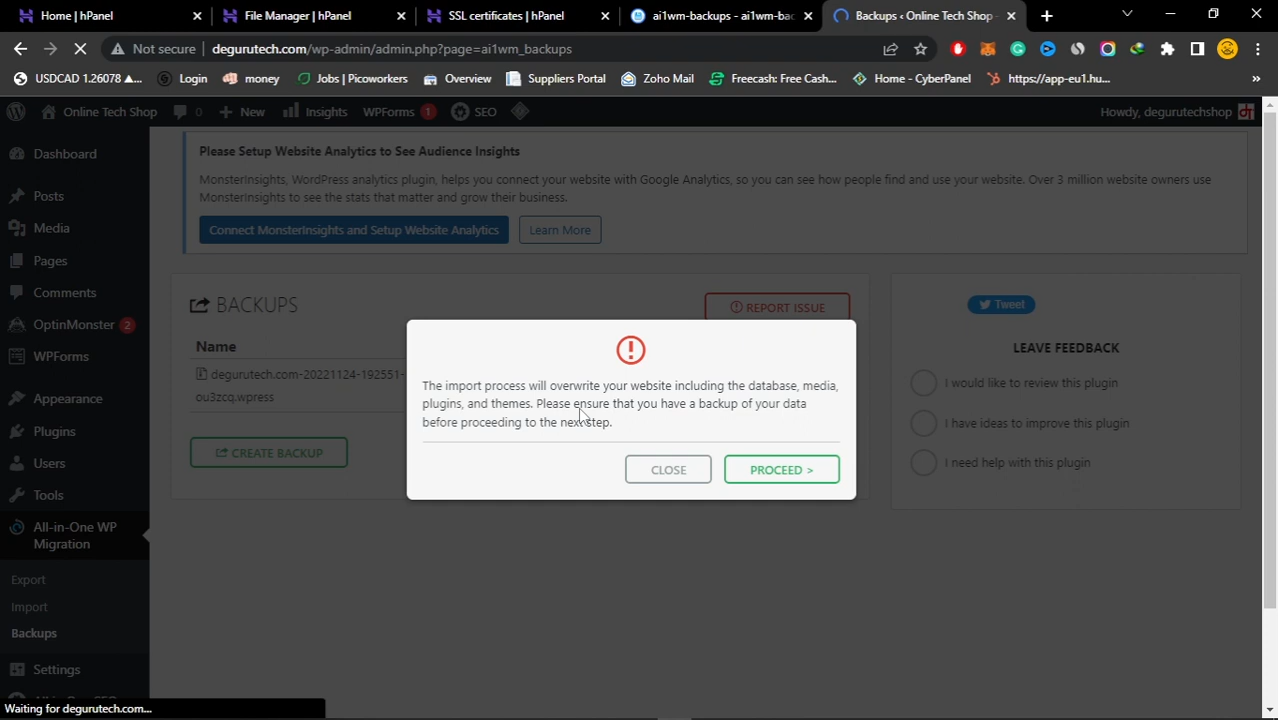 Home | hPanel
File Manager | hPanel
SSL certificates | hPanel
ai1wm-backups - ai1wm-ba
Backups ‹ Online Tech Shop -
Not secure
degurutech.com/wp-admin/admin.php?page=ai1wm_backups
USDCAD 1.26078 ▲...
Login
money
Jobs | Picoworkers
Overview
Suppliers Portal
Zoho Mail
Freecash: Free Cash...
Home - CyberPanel
https://app-eu1.hu...
»
Online Tech Shop
0
New
Insights
WPForms 1
SEO
Howdy, degurutechshop
Dashboard
Posts
Media
Pages
Comments
OptinMonster 2
WPForms
Appearance
Plugins
Users
Tools
All-in-One WP
Migration
Export
Import
Backups
Settings
Please Setup Website Analytics to See Audience Insights
MonsterInsights, WordPress analytics plugin, helps you connect your website with Google Analytics, so you can see how people find and use your website. Over 3 million website owners use
MonsterInsights to see the stats that matter and grow their business.
Connect MonsterInsights and Setup Website Analytics
Learn More
BACKUPS
REPORT ISSUE
Name
degurutech.com-20221124-192551-
ou3zcq.wpress
CREATE BACKUP
The import process will overwrite your website including the database, media,
plugins, and themes. Please ensure that you have a backup of your data
before proceeding to the next step.
CLOSE
PROCEED >
Tweet
LEAVE FEEDBACK
I would like to review this plugin
I have ideas to improve this plugin
I need help with this plugin
Waiting for degurutech.com...